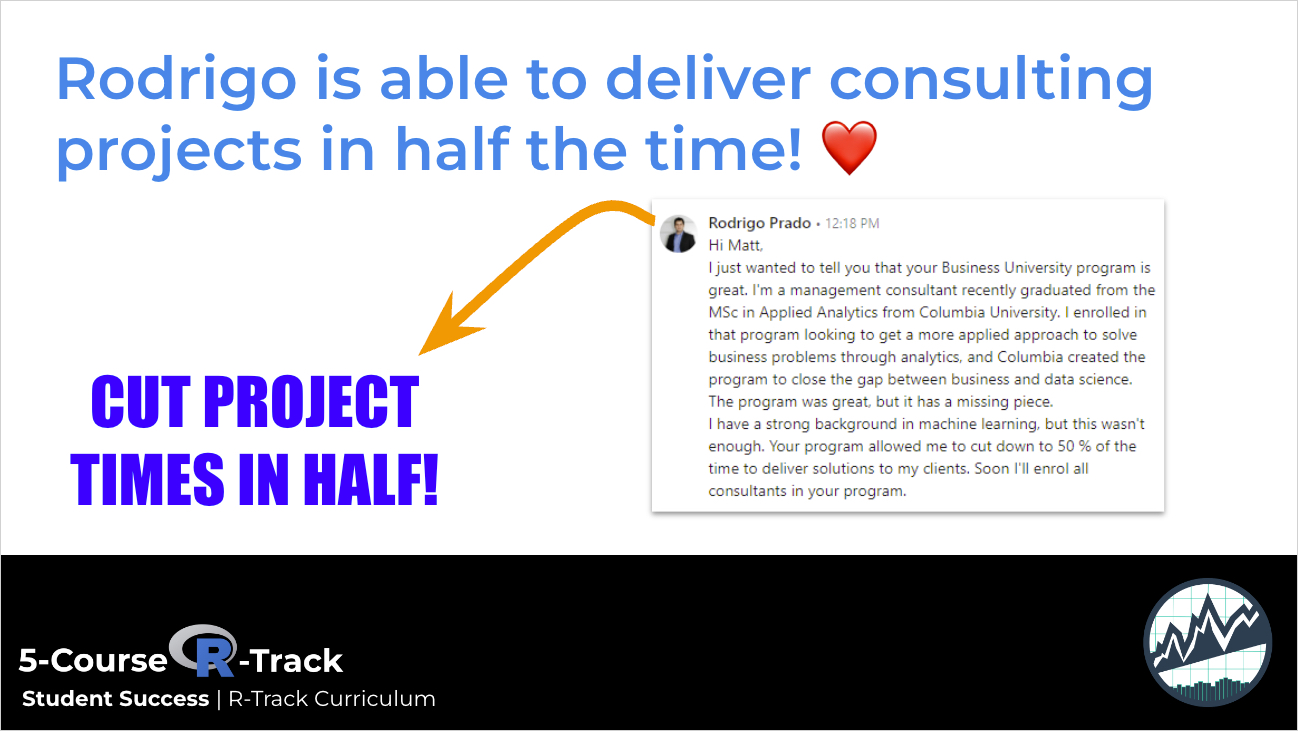 Rodrigo is able to deliver consulting
projects in half the time! ❤️
Rodrigo Prado • 12:18 PM
Hi Matt,
I just wanted to tell you that your Business University program is
great. I'm a management consultant recently graduated from the
MSc in Applied Analytics from Columbia University. I enrolled in
that program looking to get a more applied approach to solve
business problems through analytics, and Columbia created the
program to close the gap between business and data science.
The program was great, but it has a missing piece.
I have a strong background in machine learning, but this wasn't
enough. Your program allowed me to cut down to 50 % of the
time to deliver solutions to my clients. Soon I'll enrol all
consultants in your program.
CUT PROJECT
TIMES IN HALF!
5-Course R-Track
Student Success | R-Track Curriculum